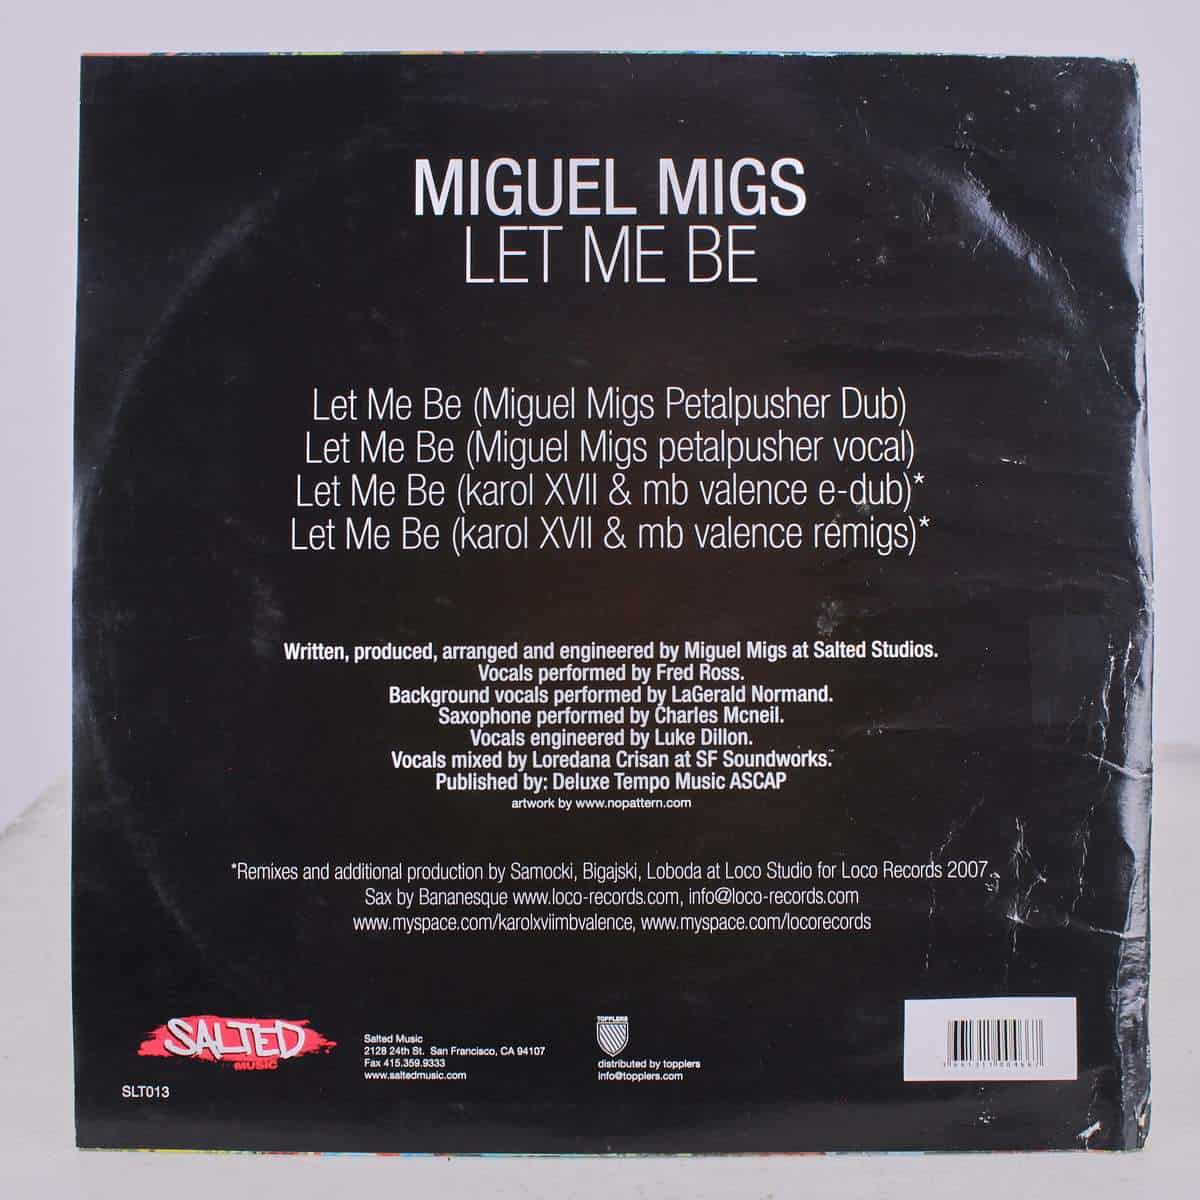 MIGUEL MIGS
LET ME BE
Let Me Be (Miguel Migs Petalpusher Dub)
Let Me Be (Miguel Migs petalpusher vocal)
Let Me Be (karol XVII & mb valence e-dub)*
Let Me Be (karol XVII & mb valence remigs)*
Written, produced, arranged and engineered by Miguel Migs at Salted Studios.
Vocals performed by Fred Ross.
Background vocals performed by LaGerald Normand.
Saxophone performed by Charles Mcneil.
Vocals engineered by Luke Dillon.
Vocals mixed by Loredana Crisan at SF Soundworks.
Published by: Deluxe Tempo Music ASCAP
artwork by www.nopattern.com
*Remixes and additional production by Samocki, Bigajski, Loboda at Loco Studio for Loco Records 2007.
Sax by Bananesque www.loco-records.com, info@loco-records.com
www.myspace.com/karolxviimbvalence, www.myspace.com/locorecords
SALTED
MUSIC
SLT013
Salted Music
2128 24th St. San Francisco, CA 94107
Fax 415.359.9333
www.saltedmusic.com
TOPPLERS
distributed by topplers
info@topplers.com